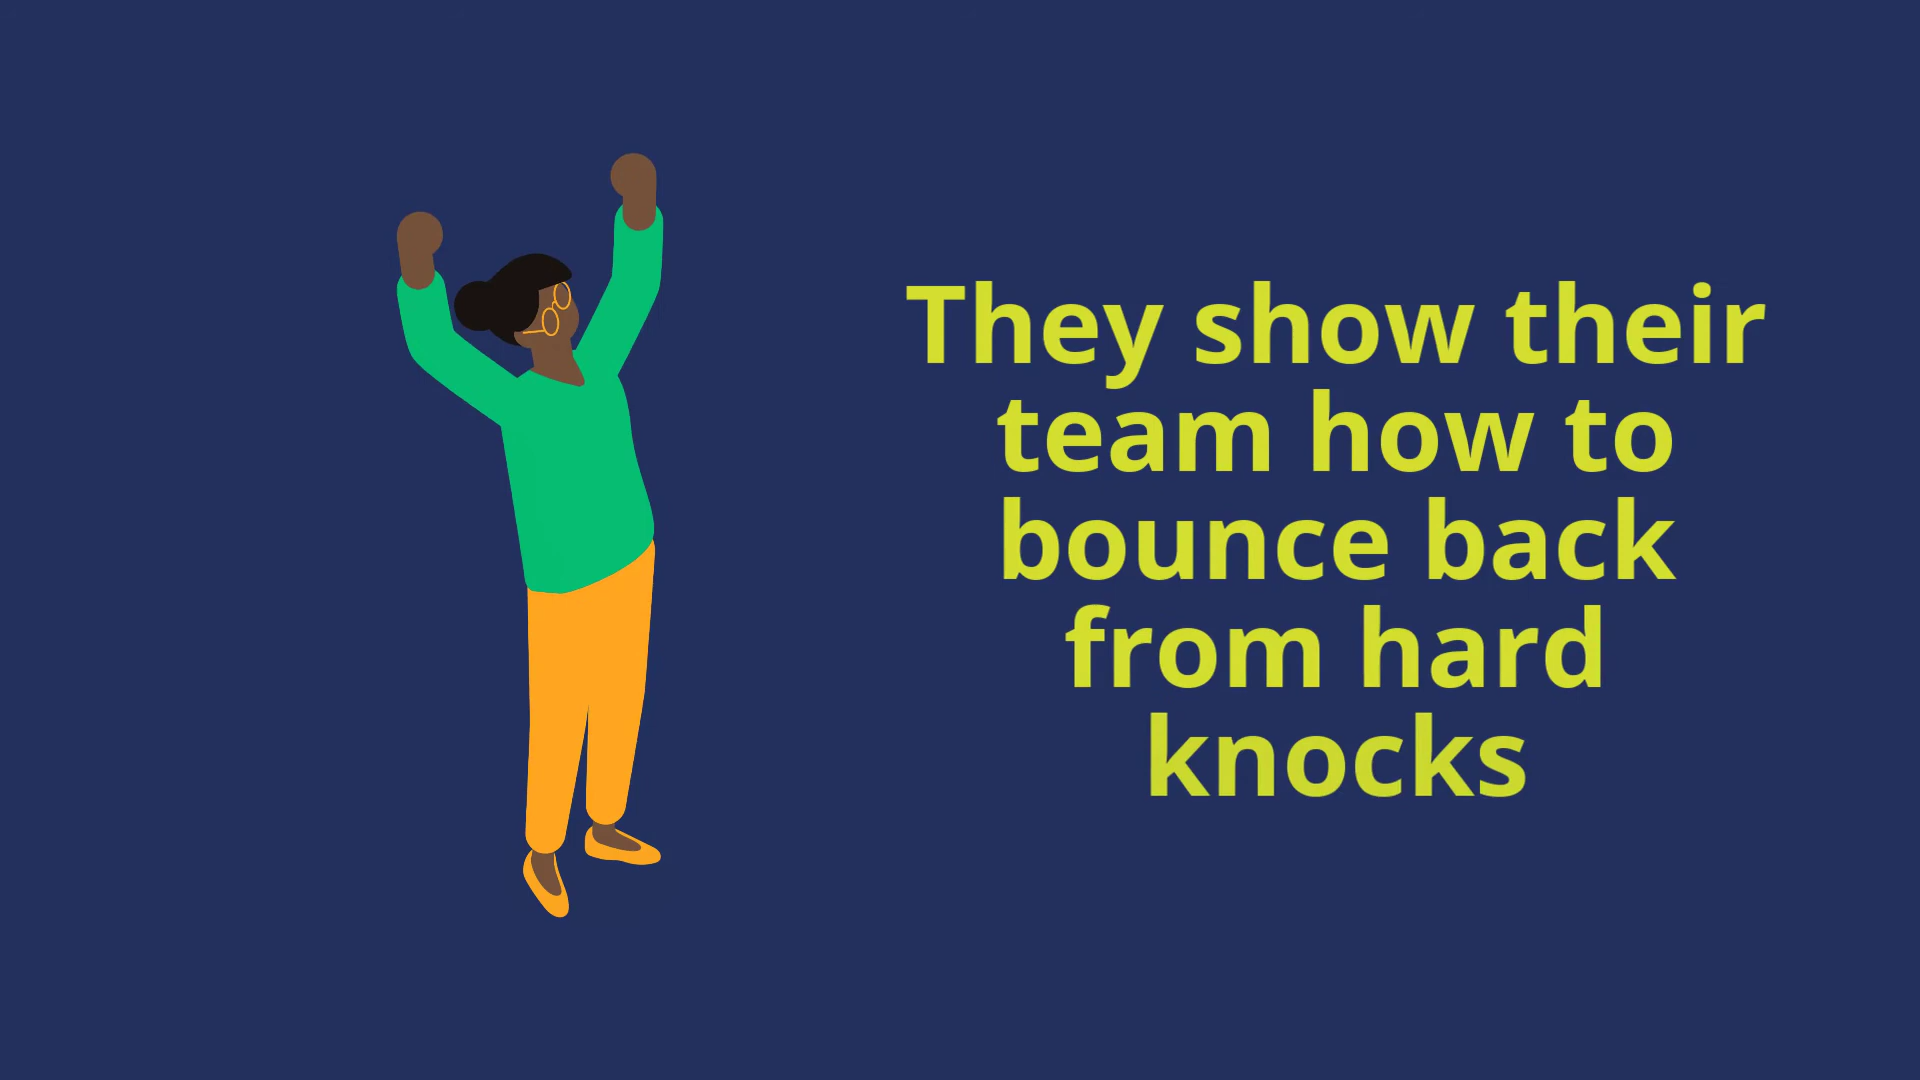 They show their
team how to
bounce back
from hard
knocks